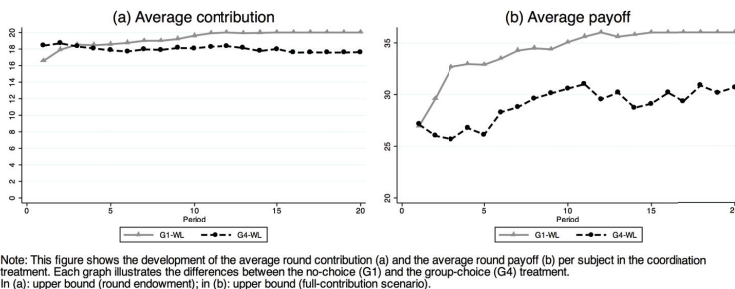 (a) Average contribution
(b) Average payoff
20
18
16
14
12
10
8
6
4
2
0
0 5 10 15 20
Period
G1-WL G4-WL
35
30
25
20
0 5 10 15 20
Period
G1-WL G4-WL
Note: This figure shows the development of the average round contribution (a) and the average round payoff (b) per subject in the coordination
treatment. Each graph illustrates the differences between the no-choice (G1) and the group-choice (G4) treatment.
In (a): upper bound (round endowment); in (b): upper bound (full-contribution scenario).